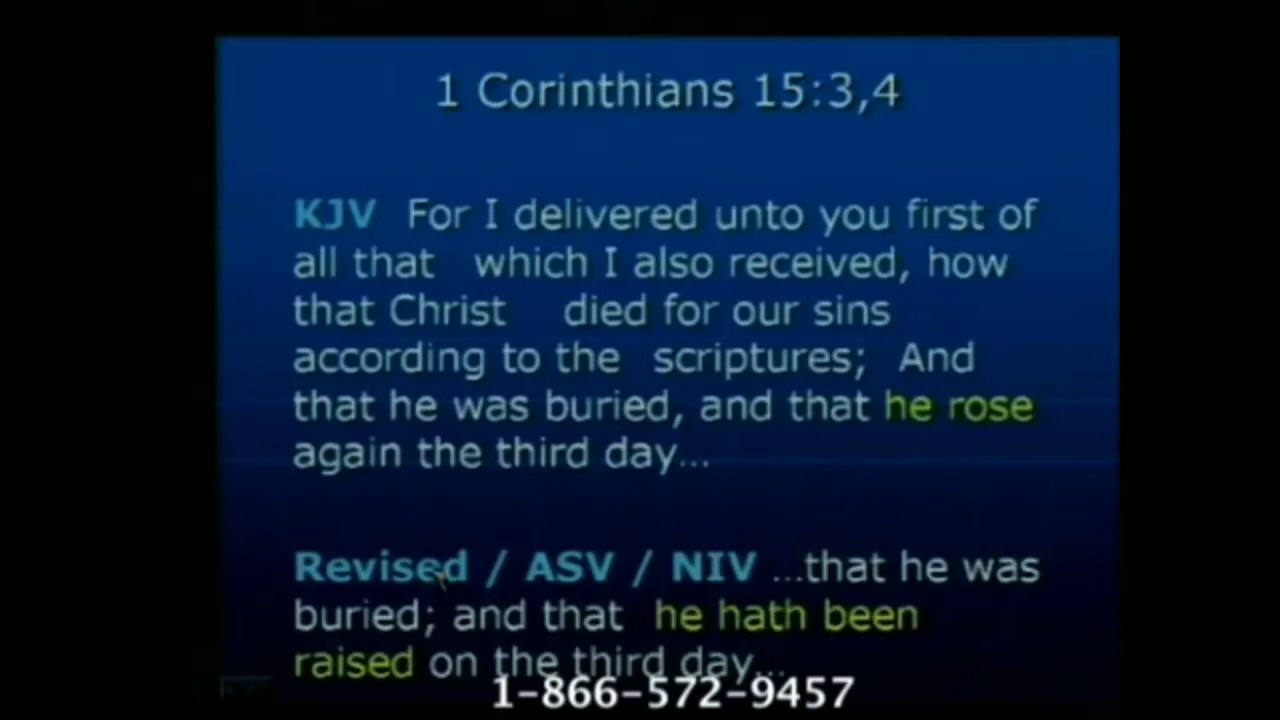 1 Corinthians 15:3,4
KJV For I delivered unto you first of
all that which I also received, how
that Christ died for our sins
according to the scriptures; And
that he was buried, and that he rose
again the third day...
Revised / ASV / NIV ...that he was
buried; and that he hath been
raised on the third day...
1-866-572-9457